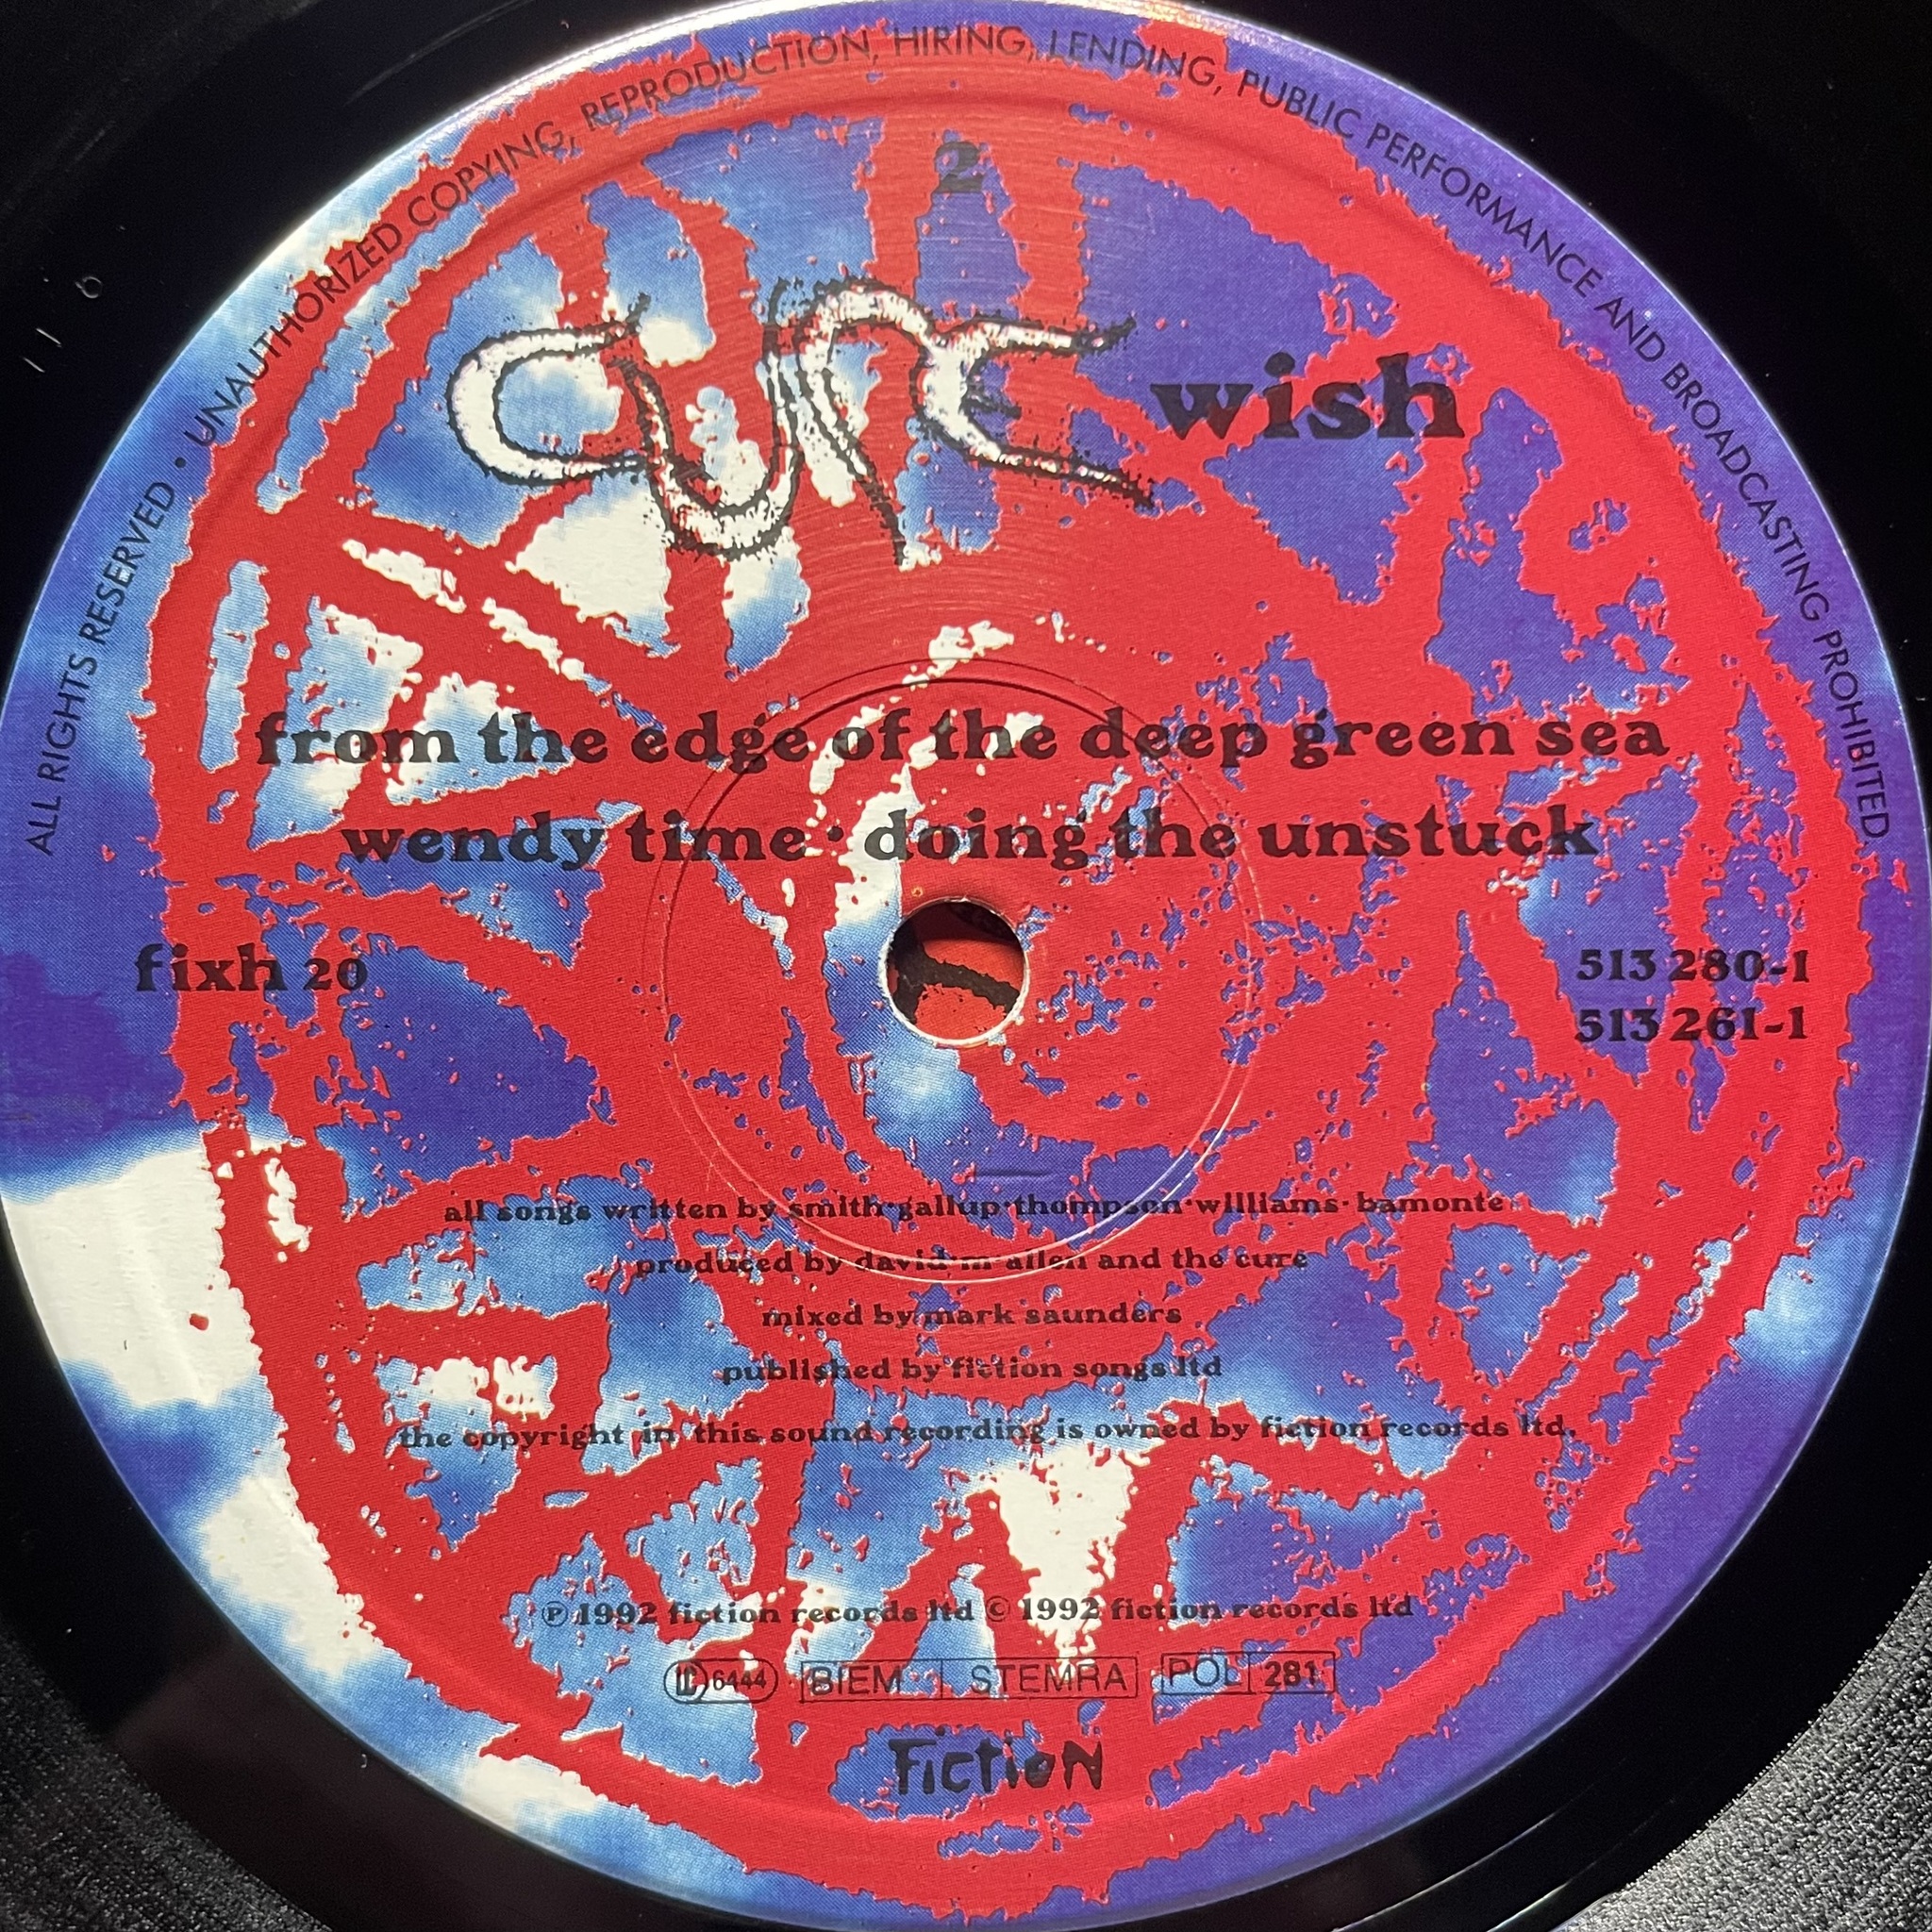 ALL RIGHTS RESERVED • UNAUTHORIZED COPYING, REPRODUCTION, HIRING, LENDING, PUBLIC PERFORMANCE AND BROADCASTING PROHIBITED
2
CURE
wish
from the edge of the deep green sea
wendy time · doing the unstuck
fixh 20
513 280-1
513 261-1
all songs written by smith·gallup·thompson·williams·bamonte
produced by david m allen and the cure
mixed by mark saunders
published by fiction songs ltd
the copyright in this sound recording is owned by fiction records ltd.
℗ 1992 fiction records ltd © 1992 fiction records ltd
LC 6444 BIEM STEMRA POL 281
FictioN